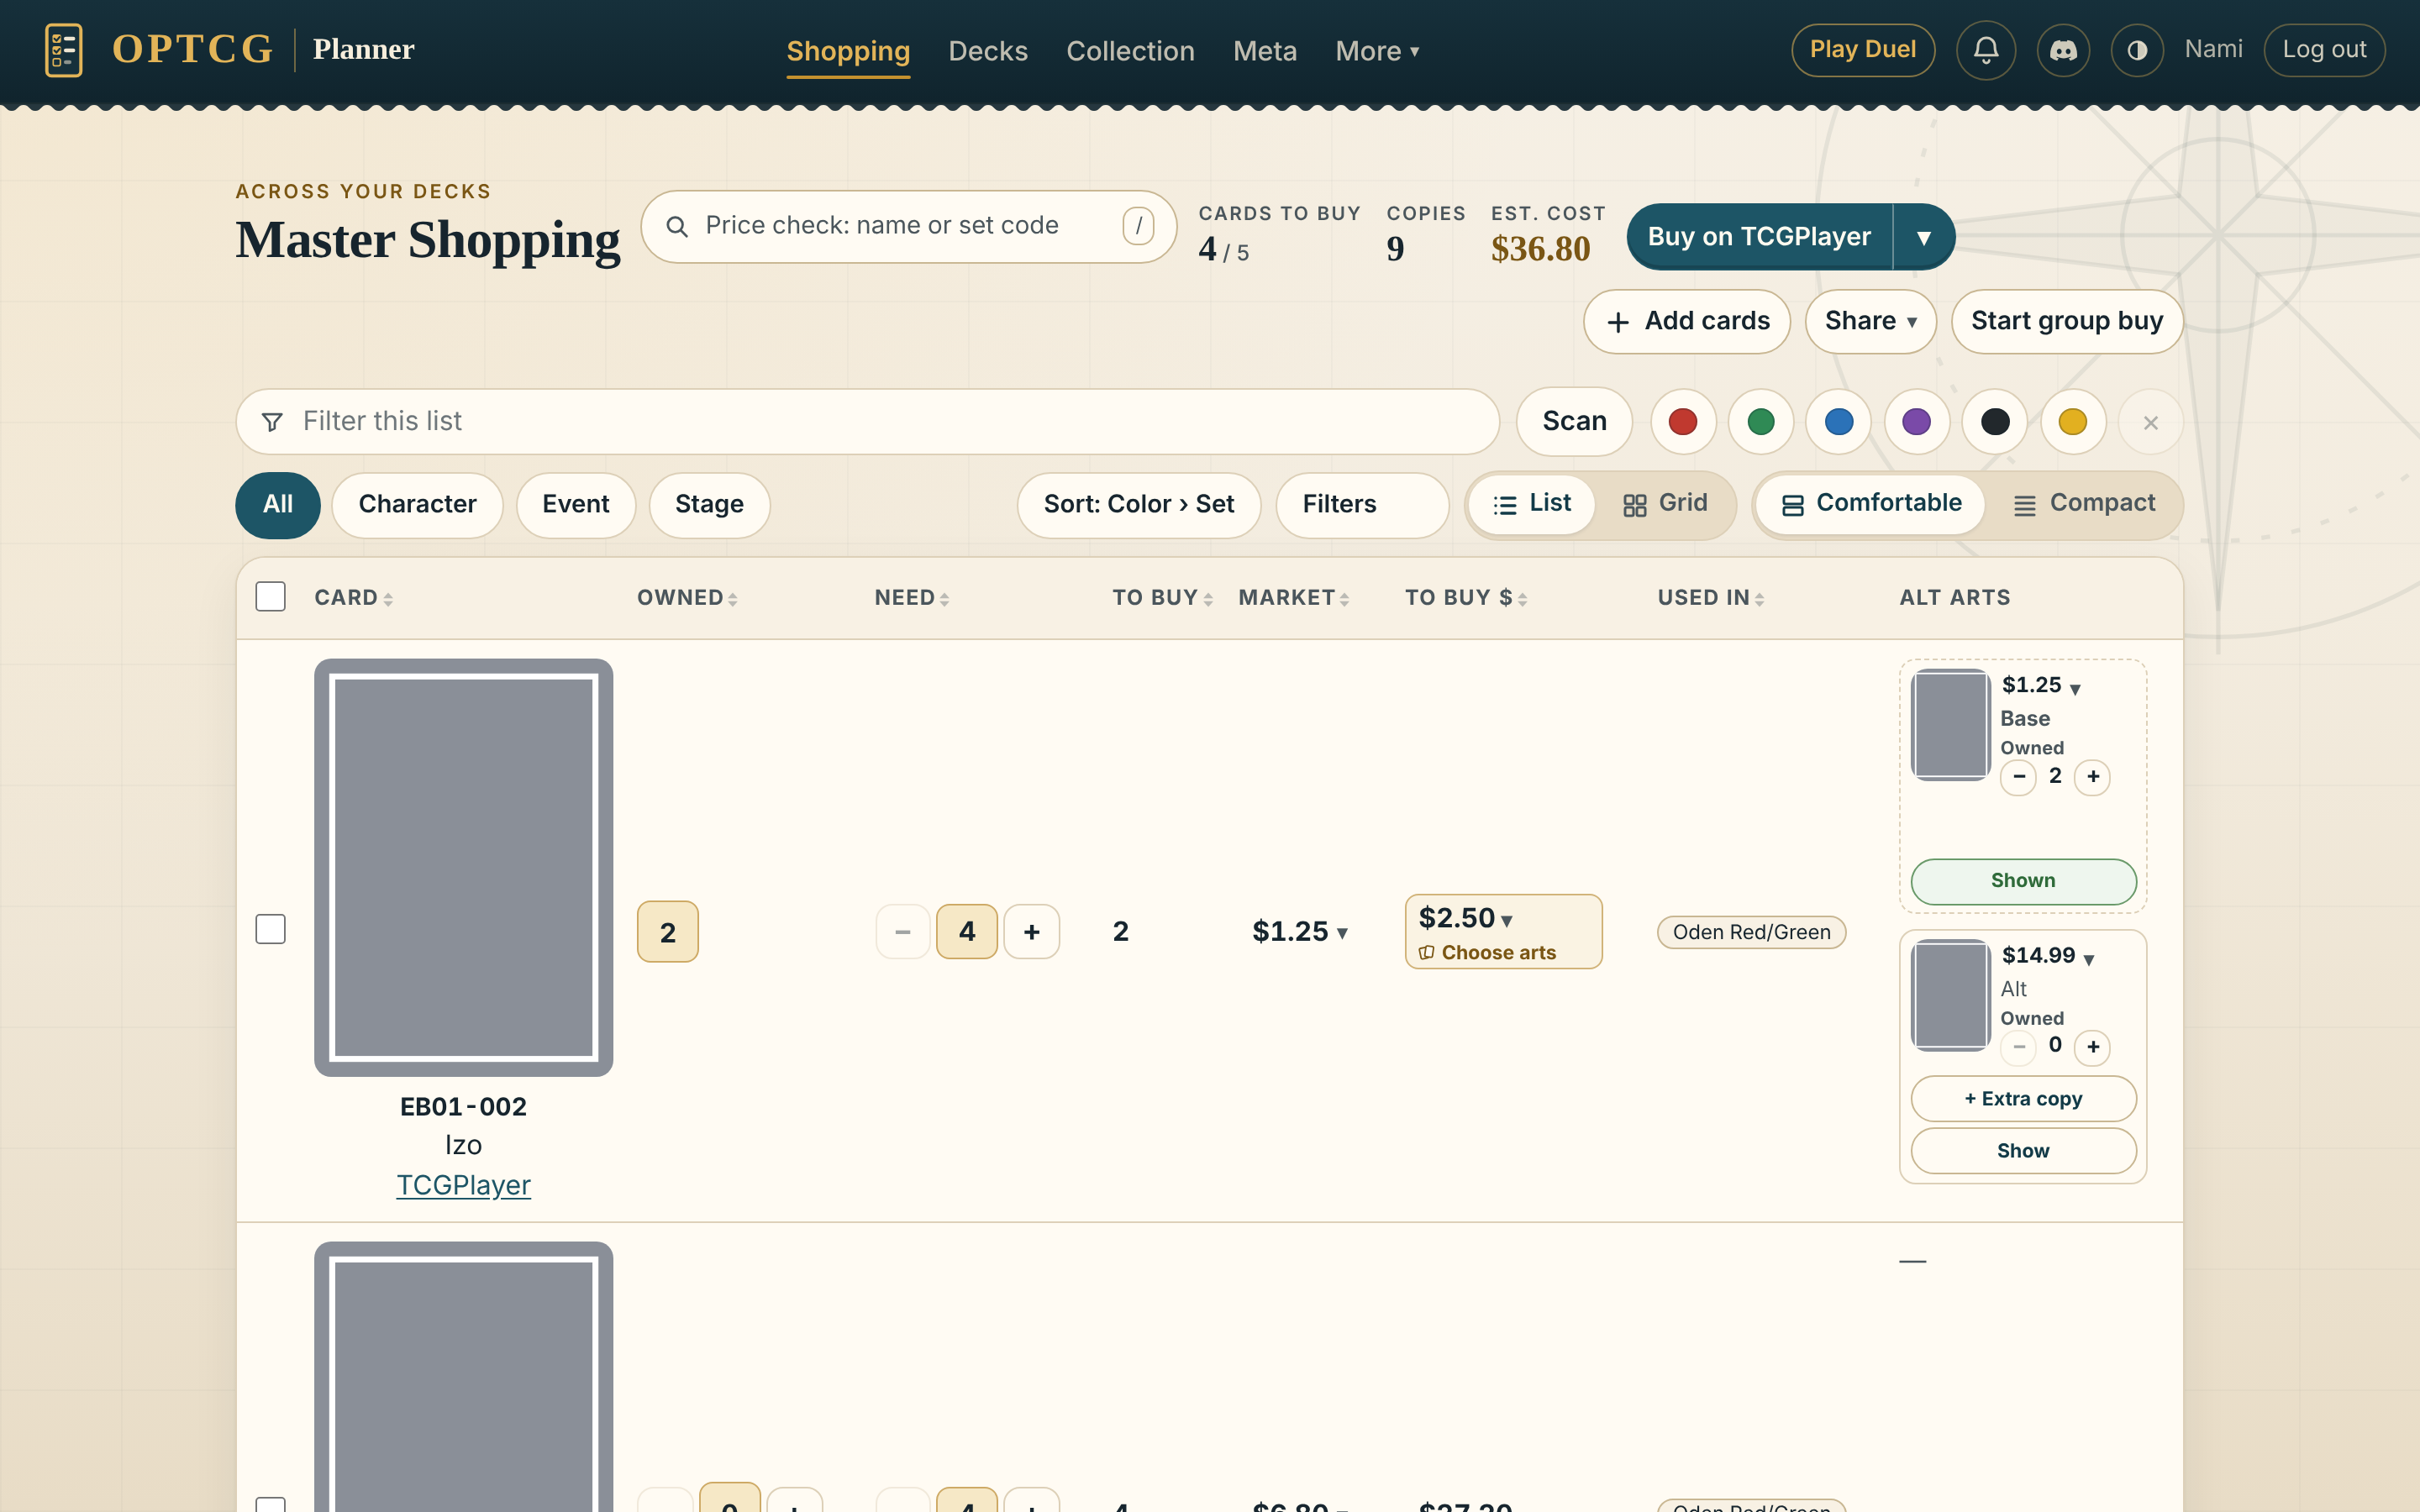 OPTCG Planner Shopping Decks Collection Meta More ▾ Play Duel Nami Log out
ACROSS YOUR DECKS
Master Shopping
Price check: name or set code /
CARDS TO BUY COPIES EST. COST
4 / 5 9 $36.80
Buy on TCGPlayer ▼
+ Add cards Share ▾ Start group buy
Filter this list Scan ×
All Character Event Stage Sort: Color › Set Filters List Grid Comfortable Compact
CARD OWNED NEED TO BUY MARKET TO BUY $ USED IN ALT ARTS
2 − 4 + 2 $1.25 ▼ $2.50 ▼ Oden Red/Green
Choose arts
EB01-002
Izo
TCGPlayer
$1.25 ▼
Base
Owned
− 2 +
Shown
$14.99 ▼
Alt
Owned
− 0 +
+ Extra copy
Show
—